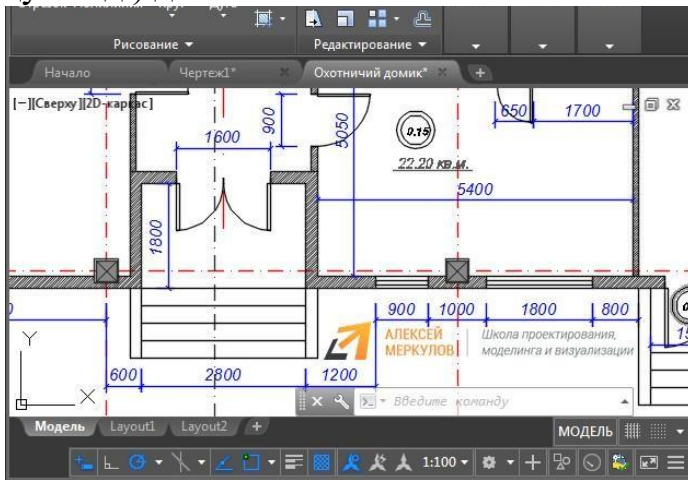 Рисование ▾
Редактирование ▾
Начало
Чертеж1*
Охотничий домик*
[−][Сверху][2D-каркас]
650
1700
900
1600
5050
0.15
22.20 кв.м.
5400
1800
900
1000
1800
800
АЛЕКСЕЙ
МЕРКУЛОВ
Школа проектирования,
моделинга и визуализации
Y
X
600
2800
1200
Введите команду
Модель
Layout1
Layout2
МОДЕЛЬ
1:100